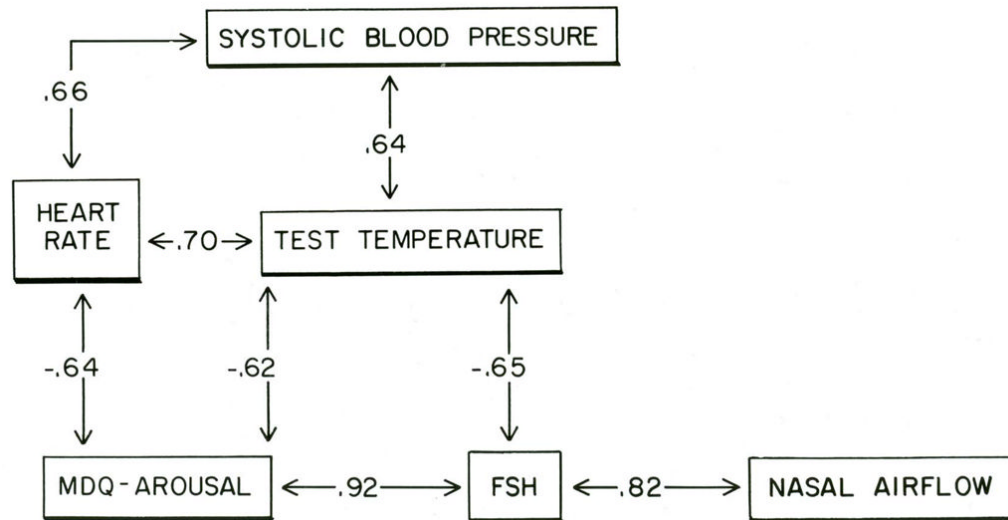 SYSTOLIC BLOOD PRESSURE
.66
.64
HEART
RATE
.70
TEST TEMPERATURE
-.64
-.62
-.65
MDQ-AROUSAL
.92
FSH
.82
NASAL AIRFLOW